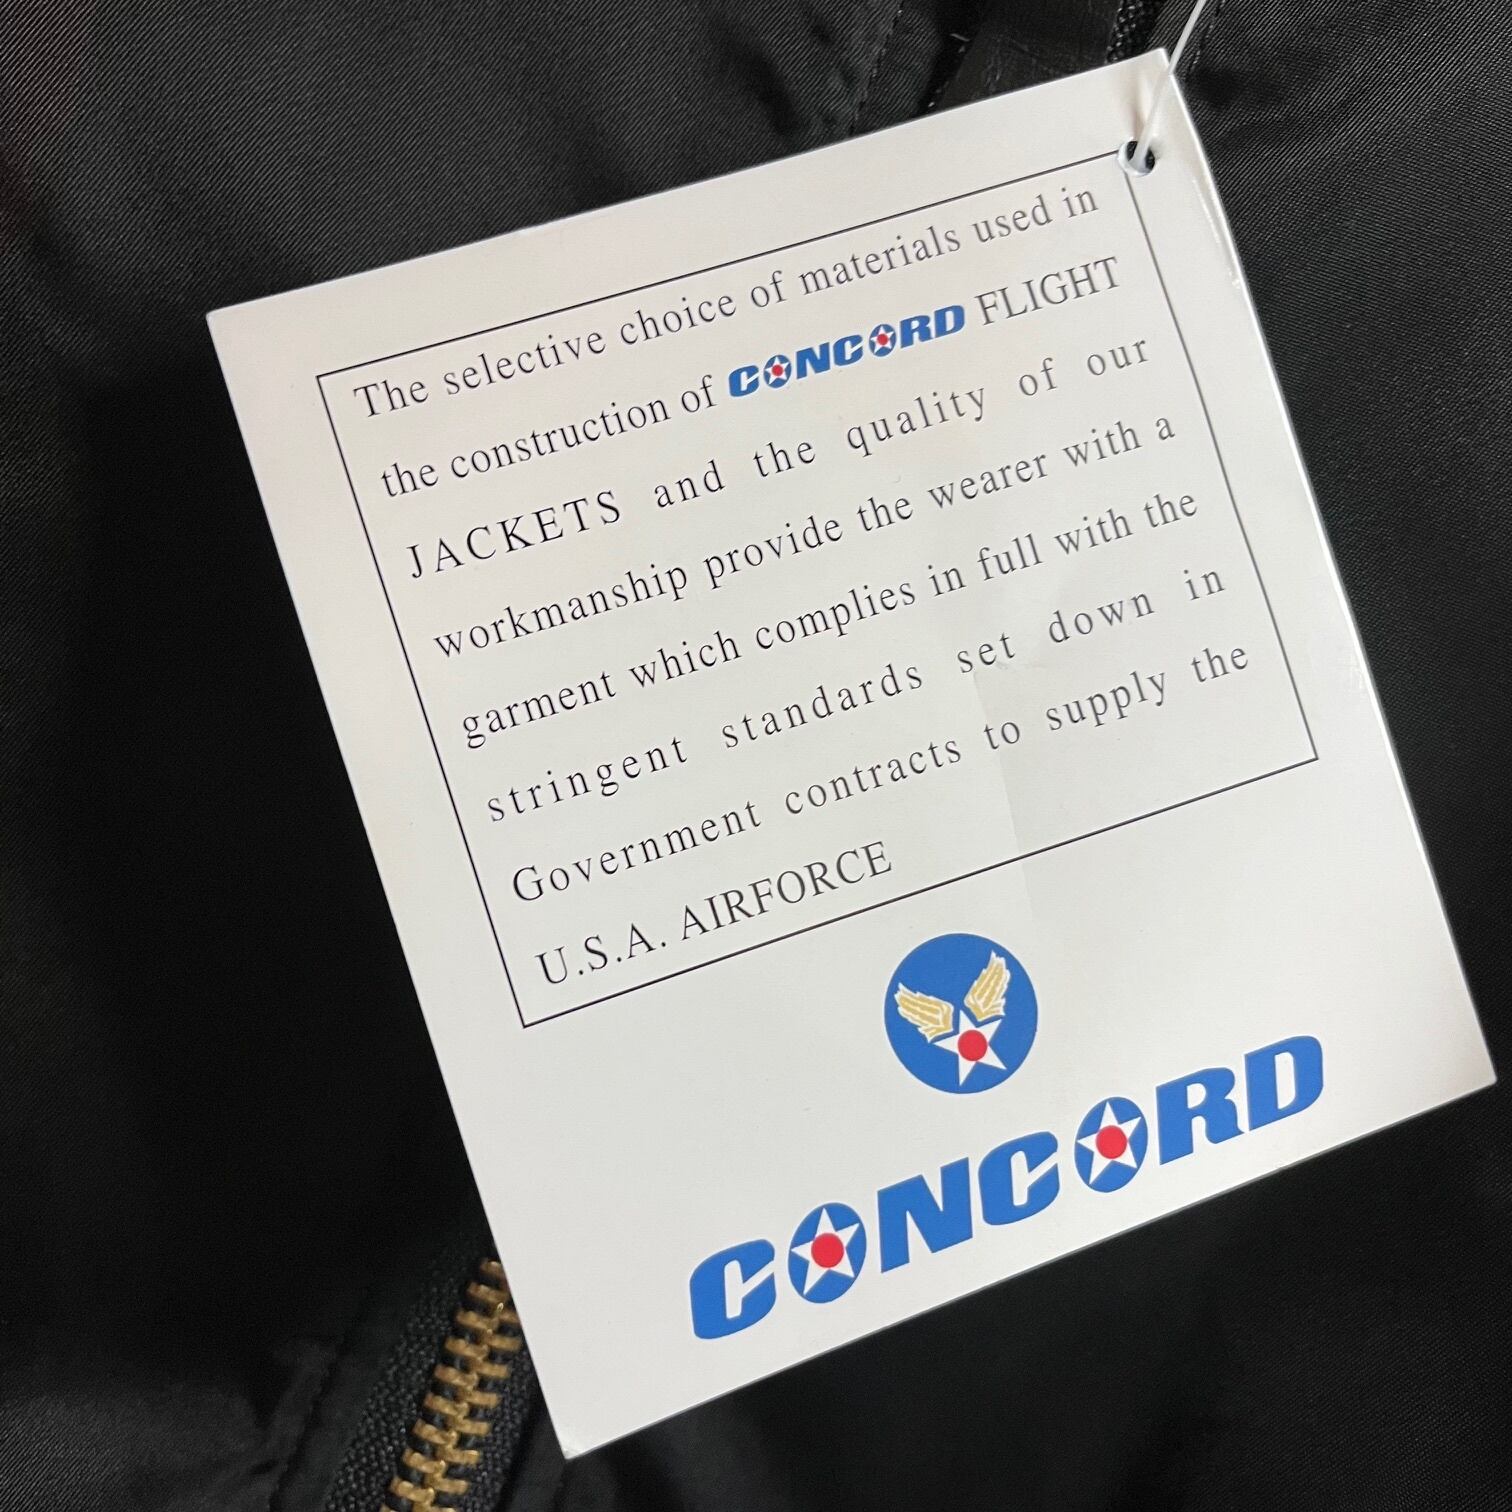 The selective choice of materials used in
the construction of CONCORD FLIGHT
JACKETS and the quality of our
workmanship provide the wearer with a
garment which complies in full with the
stringent standards set down in
Government contracts to supply the
U.S.A. AIRFORCE
CONCORD